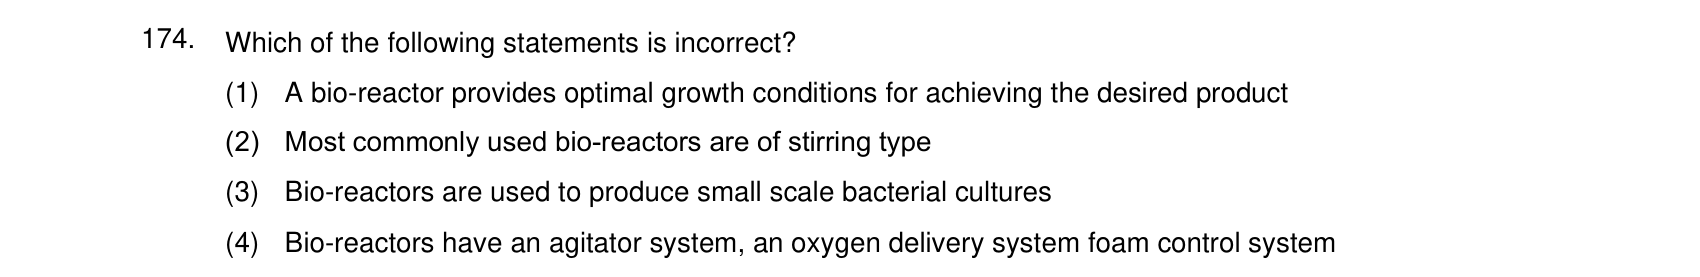 174. Which of the following statements is incorrect?
(1) A bio-reactor provides optimal growth conditions for achieving the desired product
(2) Most commonly used bio-reactors are of stirring type
(3) Bio-reactors are used to produce small scale bacterial cultures
(4) Bio-reactors have an agitator system, an oxygen delivery system foam control system